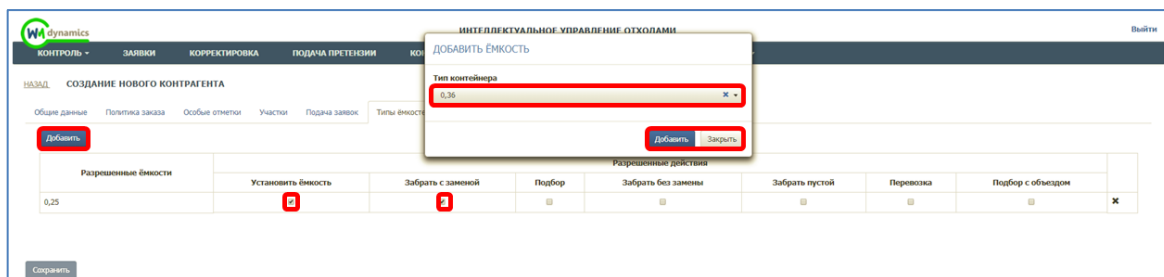 WM dynamics
ИНТЕЛЛЕКТУАЛЬНОЕ УПРАВЛЕНИЕ ОТХОДАМИ
Выйти
КОНТРОЛЬ ЗАЯВКИ КОРРЕКТИРОВКА ПОДАЧА ПРЕТЕНЗИИ
ДОБАВИТЬ ЁМКОСТЬ
НАЗАД СОЗДАНИЕ НОВОГО КОНТРАГЕНТА
Тип контейнера
0,36
Общие данные Политика заказа Особые отметки Участки Подача заявок Типы ёмкосте
Добавить
Добавить Закрыть
Разрешенные ёмкости
Разрешенные действия
Установить ёмкость Забрать с заменой Подбор Забрать без замены Забрать пустой Перевозка Подбор с объездом
0,25
Сохранить